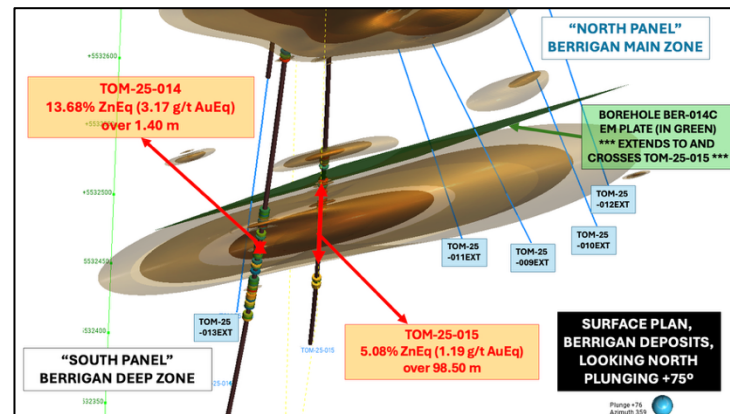 "NORTH PANEL"
BERRIGAN MAIN ZONE
+5532600
TOM-25-014
13.68% ZnEq (3.17 g/t AuEq)
over 1.40 m
BOREHOLE BER-014C
EM PLATE (IN GREEN)
*** EXTENDS TO AND
CROSSES TOM-25-015 ***
+5532500
TOM-25
-012EXT
TOM-25
-011EXT
TOM-25
-009EXT
TOM-25
-010EXT
TOM-25
-013EXT
"SOUTH PANEL"
BERRIGAN DEEP ZONE
TOM-25-015
TOM-25-015
5.08% ZnEq (1.19 g/t AuEq)
over 98.50 m
SURFACE PLAN,
BERRIGAN DEPOSITS,
LOOKING NORTH
PLUNGING +75º
Plunge +76
Azimuth 359